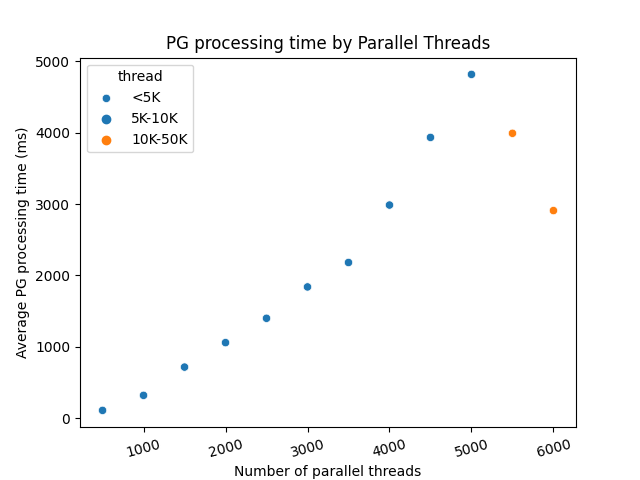 PG processing time by Parallel Threads
thread
<5K
5K-10K
10K-50K
5000
4000
3000
2000
1000
0
Average PG processing time (ms)
1000
2000
3000
4000
5000
6000
Number of parallel threads